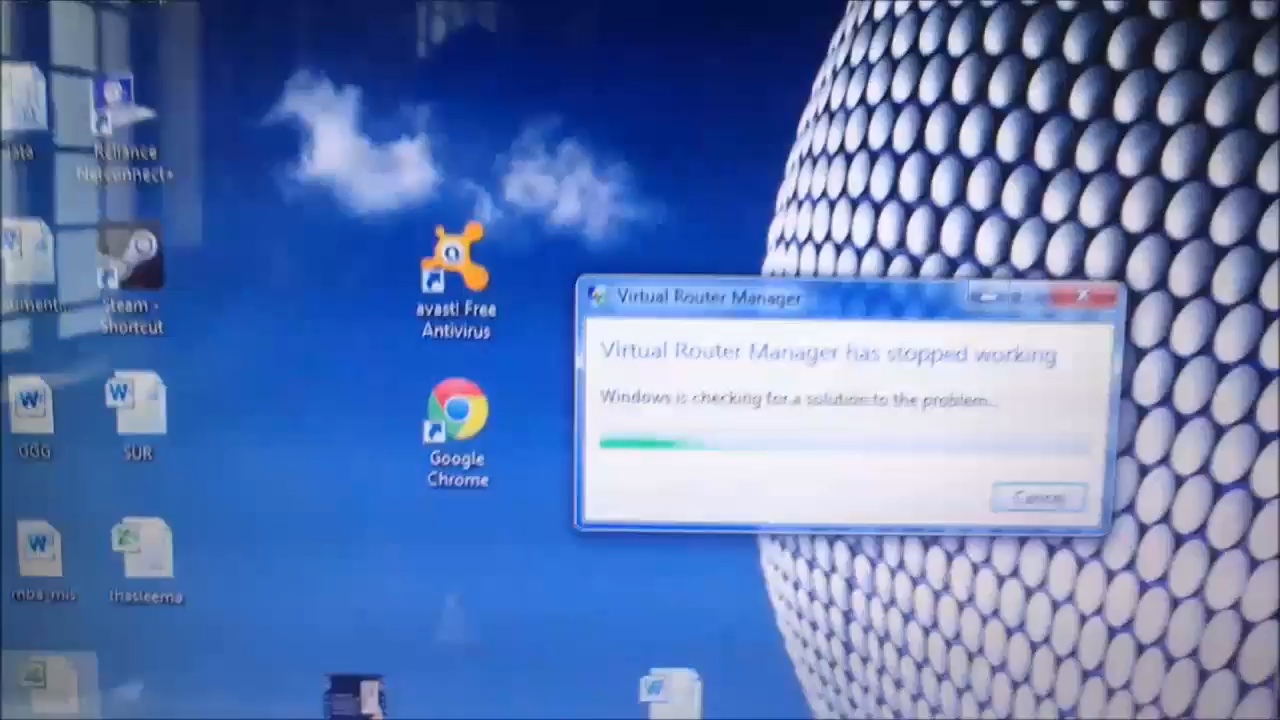 Reliance
Netconnect+
Steam -
Shortcut
avast! Free
Antivirus
Google
Chrome
GGG
SUR
mba_mis
thasleema
Virtual Router Manager
Virtual Router Manager has stopped working
Windows is checking for a solution to the problem...
Cancel